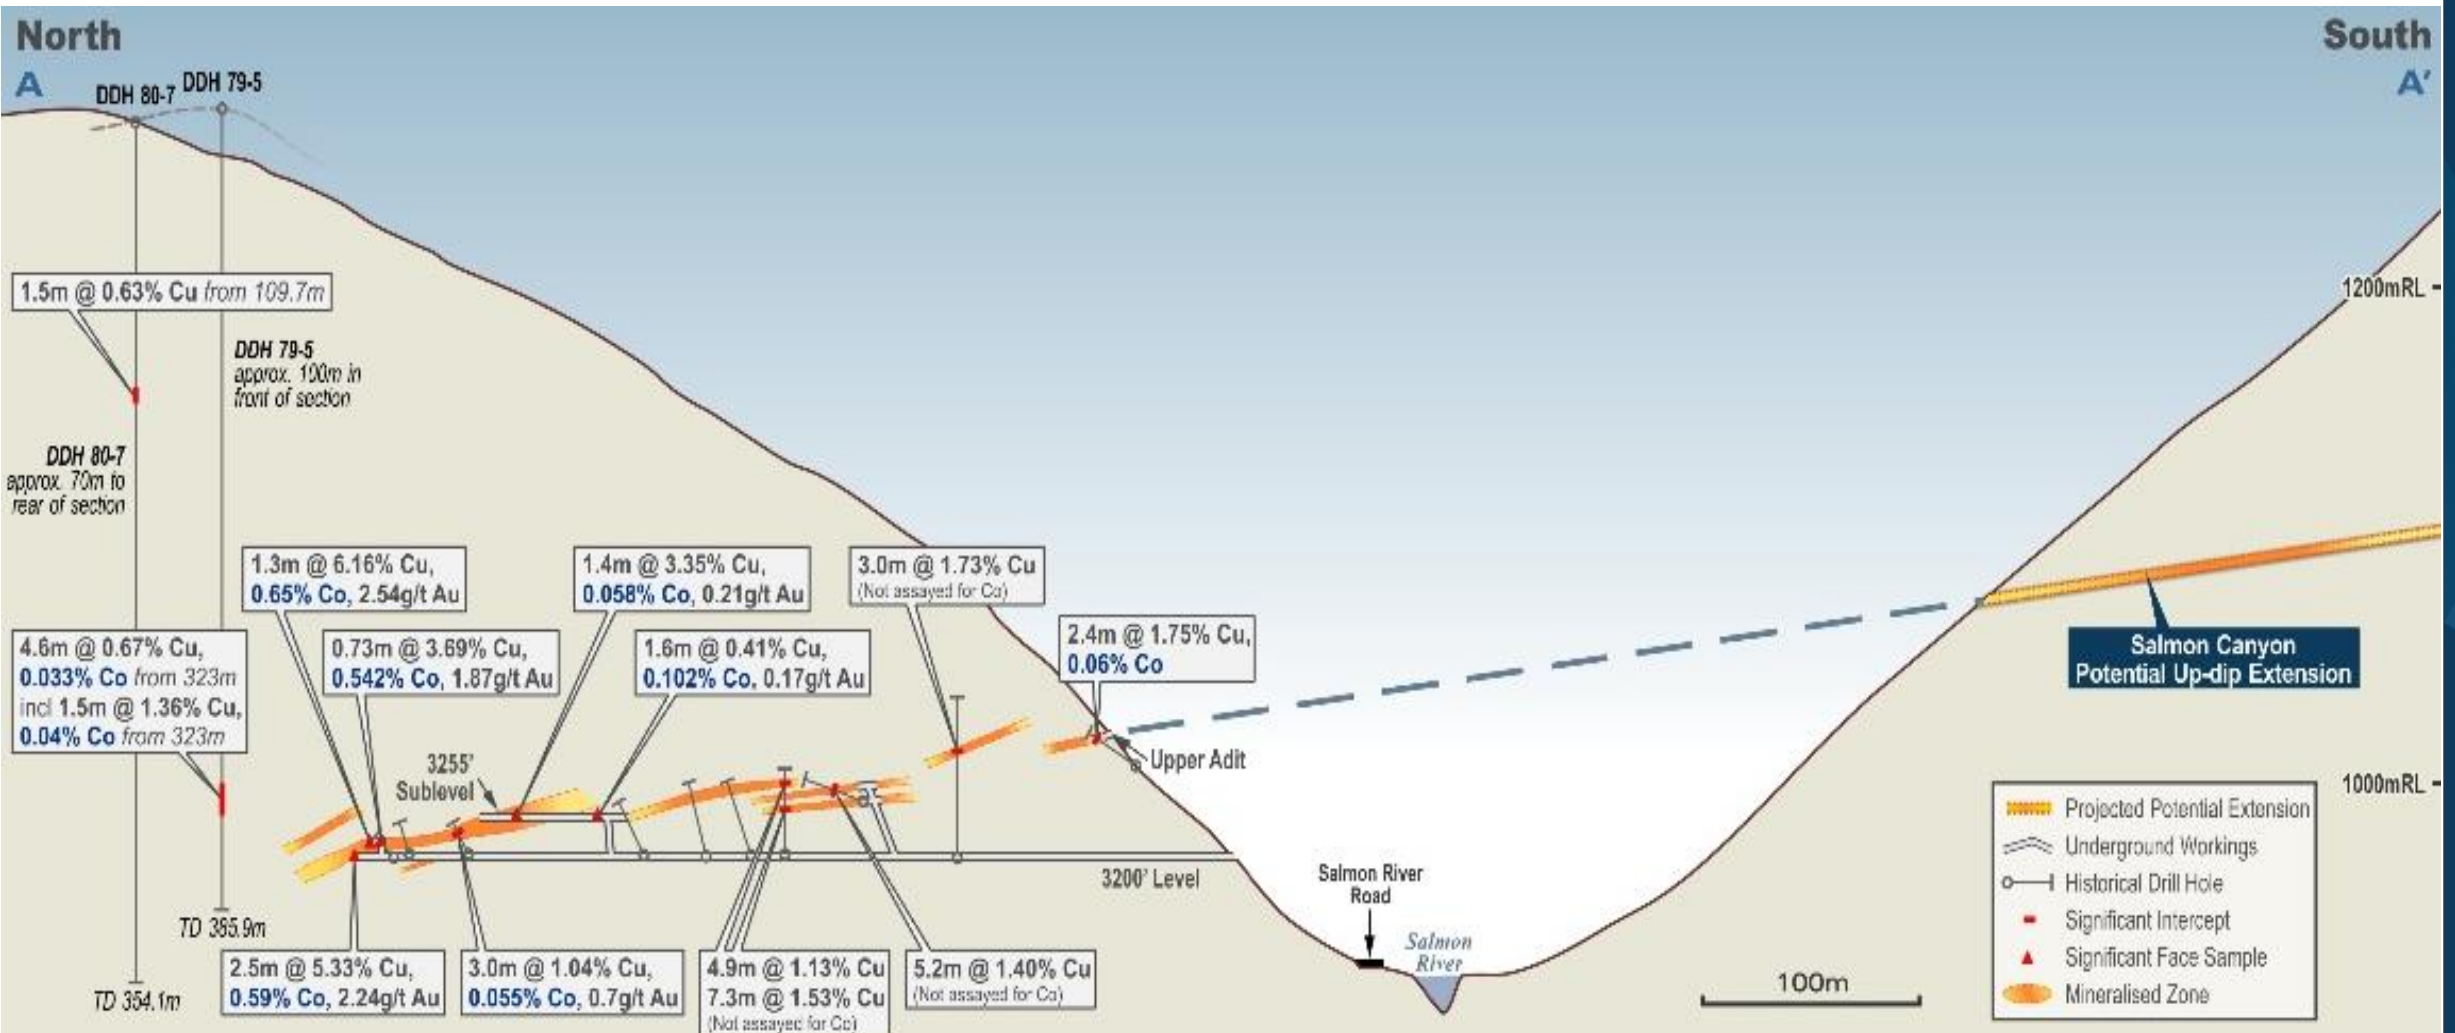 North
South
A
A'
DDH 80-7
DDH 79-5
1.5m @ 0.63% Cu from 109.7m
1200mRL
DDH 79-5
approx. 100m in
front of section
DDH 80-7
approx. 70m to
rear of section
1.3m @ 6.16% Cu,
0.65% Co, 2.54g/t Au
1.4m @ 3.35% Cu,
0.058% Co, 0.21g/t Au
3.0m @ 1.73% Cu
(Not assayed for Co)
4.6m @ 0.67% Cu,
0.033% Co from 323m
incl 1.5m @ 1.36% Cu,
0.04% Co from 323m
0.73m @ 3.69% Cu,
0.542% Co, 1.87g/t Au
1.6m @ 0.41% Cu,
0.102% Co, 0.17g/t Au
2.4m @ 1.75% Cu,
0.06% Co
Salmon Canyon
Potential Up-dip Extension
3255'
Sublevel
Upper Adit
1000mRL
3200' Level
Salmon River
Road
Salmon
River
TD 385.9m
TD 354.1m
2.5m @ 5.33% Cu,
0.59% Co, 2.24g/t Au
3.0m @ 1.04% Cu,
0.055% Co, 0.7g/t Au
4.9m @ 1.13% Cu
7.3m @ 1.53% Cu
(Not assayed for Co)
5.2m @ 1.40% Cu
(Not assayed for Co)
100m
Projected Potential Extension
Underground Workings
Historical Drill Hole
Significant Intercept
Significant Face Sample
Mineralised Zone